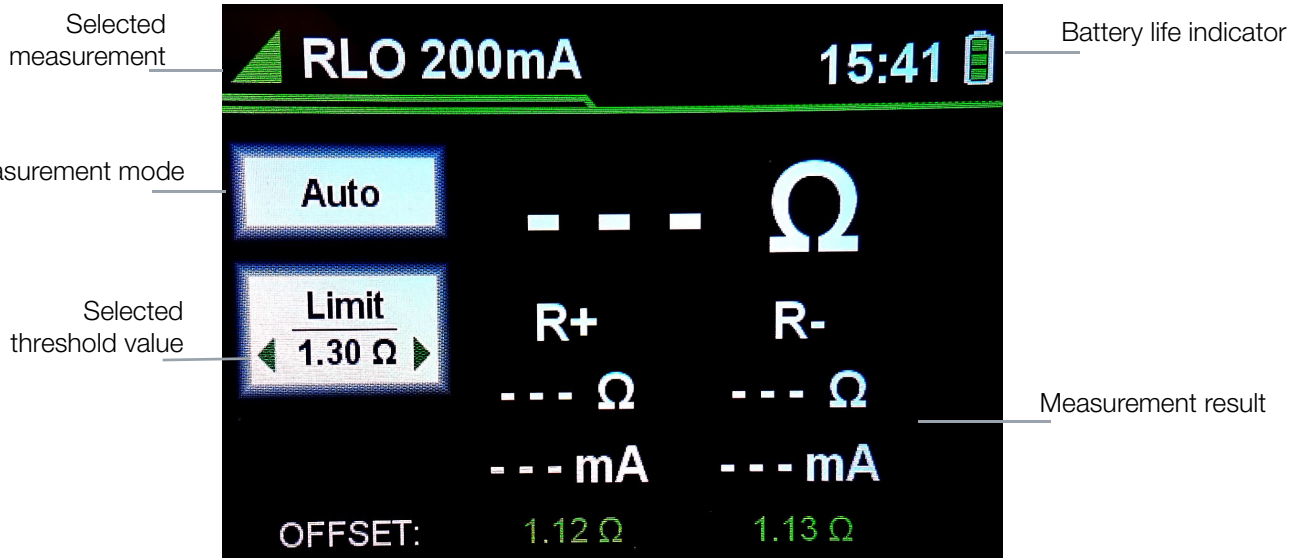 Selected
measurement
RLO 200mA
15:41
Battery life indicator
asurement mode
Auto
- - - Ω
Selected
threshold value
Limit
1.30 Ω
R+
R-
- - - Ω
- - - Ω
Measurement result
- - - mA
- - - mA
OFFSET:
1.12 Ω
1.13 Ω